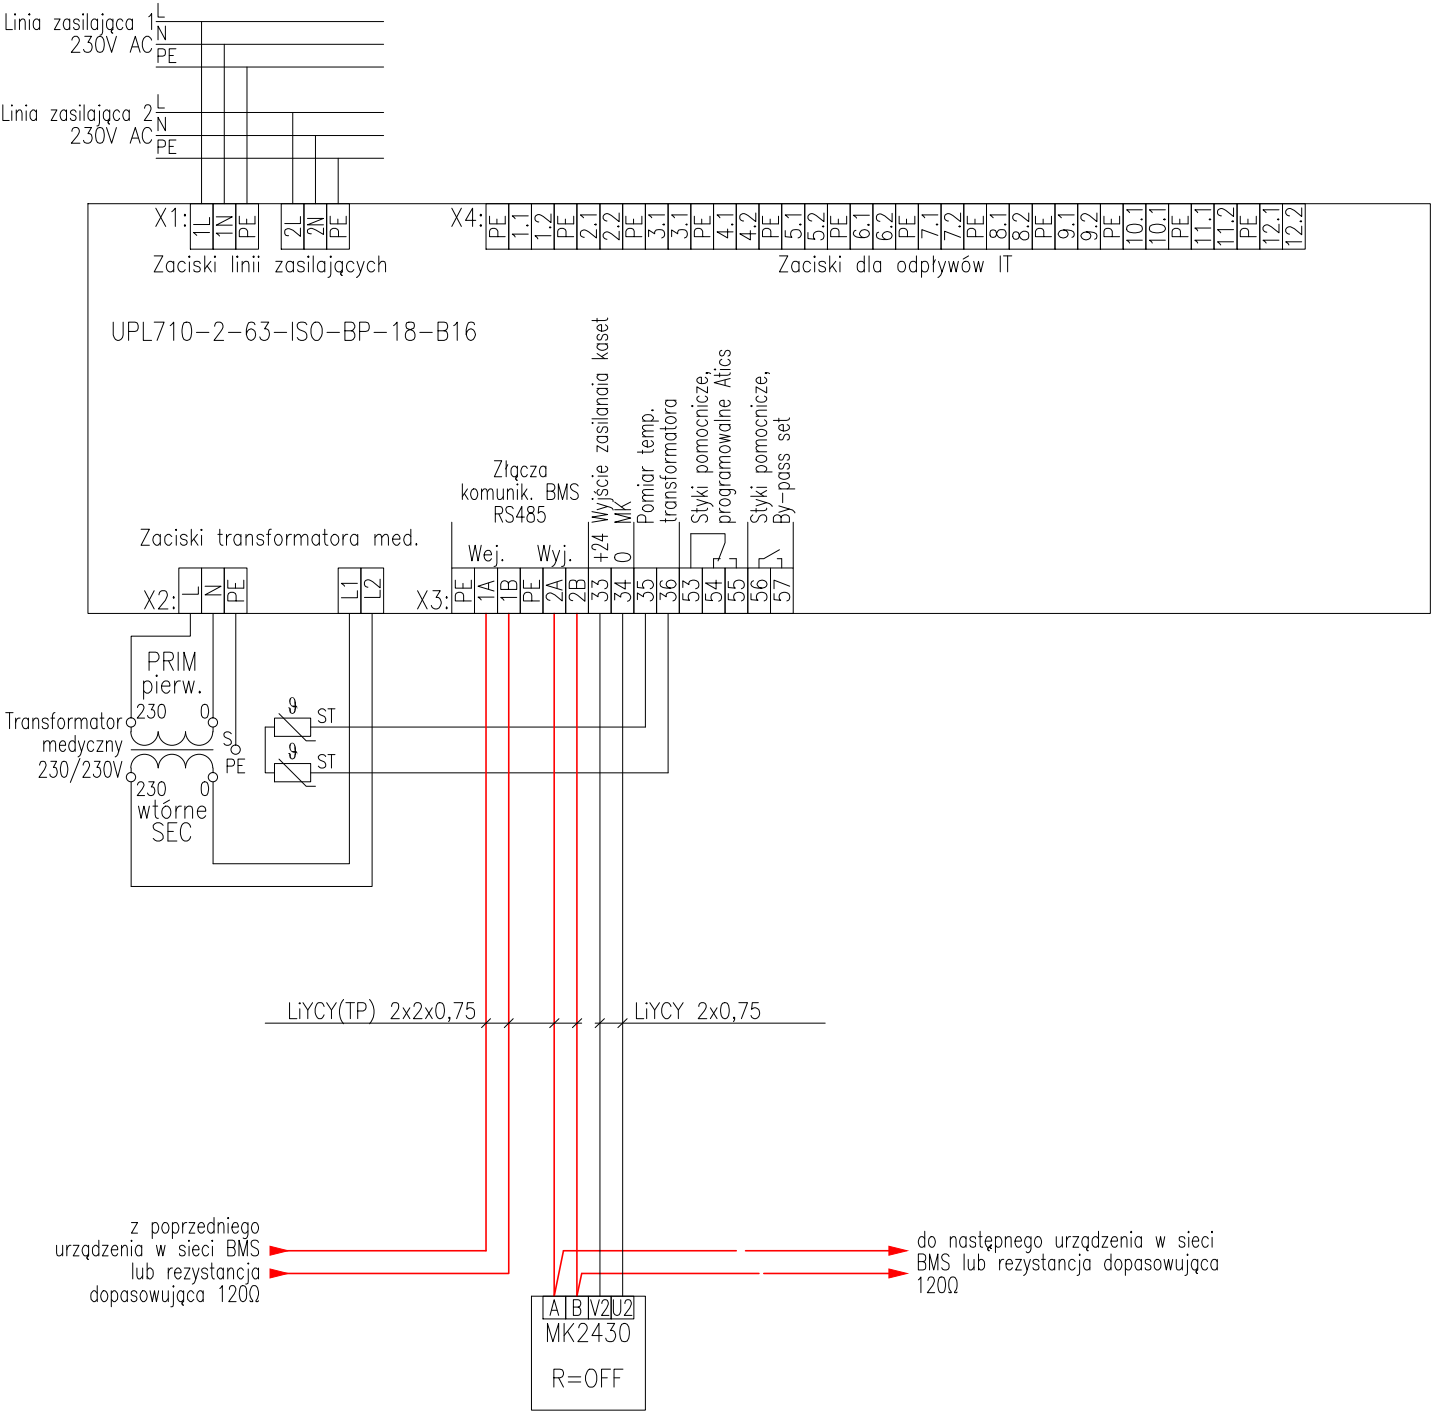 L
Linia zasilająca 1
N
230V AC
PE
L
Linia zasilająca 2
N
230V AC
PE
X1: 1L 1N PE 2L 2N PE
X4: PE 1.1 1.2 PE 2.1 2.2 PE 3.1 3.1 PE 4.1 4.2 PE 5.1 5.2 PE 6.1 6.2 PE 7.1 7.2 PE 8.1 8.2 PE 9.1 9.2 PE 10.1 10.1 PE 11.1 11.2 PE 12.1 12.2
Zaciski linii zasilających
Zaciski dla odpływów IT
UPL710-2-63-ISO-BP-18-B16
Złącza
komunik. BMS
RS485
Wej. Wyj.
+24 Wyjście zasilanaia kaset
0 MK
Pomiar temp.
transformatora
Styki pomocnicze,
programowalne Atics
Styki pomocnicze,
By-pass set
Zaciski transformatora med.
X2: L N PE L1 L2
X3: PE 1A 1B PE 2A 2B 33 34 35 36 53 54 55 56 57
PRIM
pierw.
230 0
Transformator
medyczny
230/230V
S
PE
230 0
wtórne
SEC
ϑ ST
ϑ ST
LiYCY(TP) 2x2x0,75
LiYCY 2x0,75
z poprzedniego
urządzenia w sieci BMS
lub rezystancja
dopasowująca 120Ω
do następnego urządzenia w sieci
BMS lub rezystancja dopasowująca
120Ω
A B V2 U2
MK2430
R=OFF